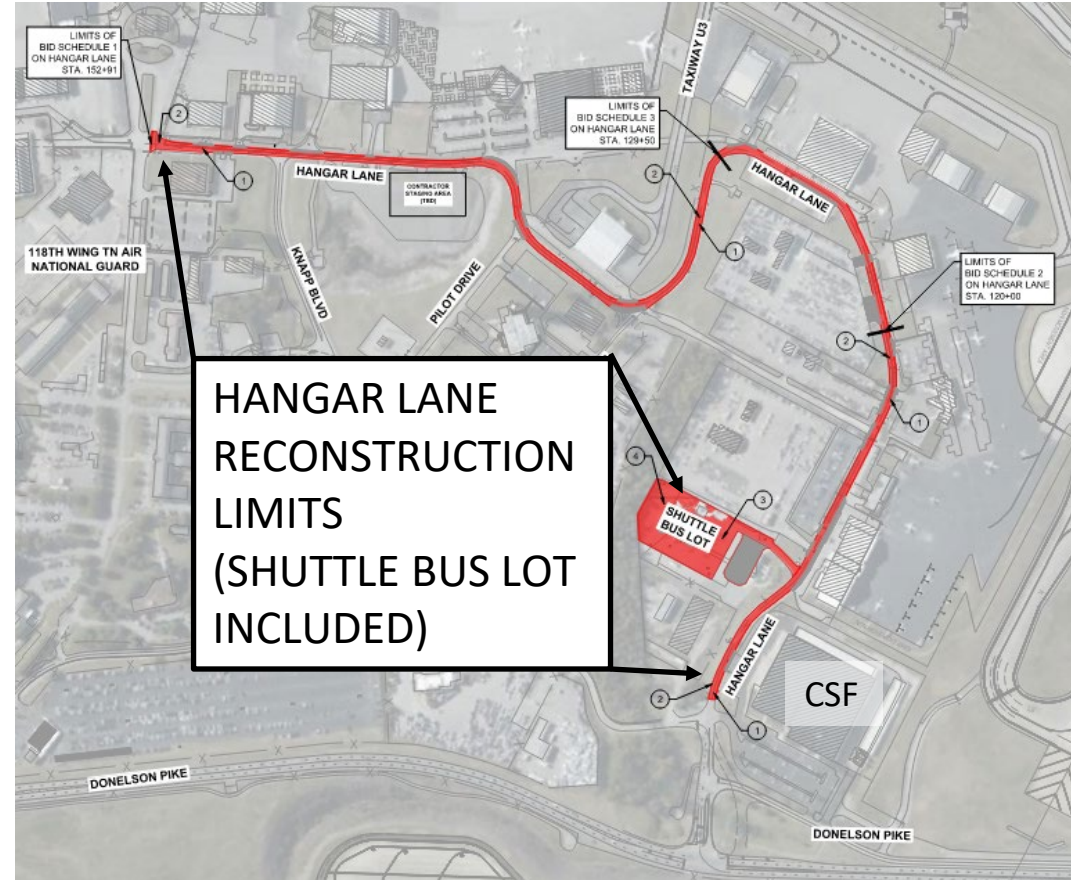 LIMITS OF
BID SCHEDULE 1
ON HANGAR LANE
STA. 152+91
2
1
HANGAR LANE
CONTRACTOR
STAGING AREA
(TBD)
TAXIWAY U3
LIMITS OF
BID SCHEDULE 3
ON HANGAR LANE
STA. 129+50
2
1
HANGAR LANE
LIMITS OF
BID SCHEDULE 2
ON HANGAR LANE
STA. 120+00
2
1
118TH WING TN AIR
NATIONAL GUARD
KNAPP BLVD
PILOT DRIVE
HANGAR LANE
RECONSTRUCTION
LIMITS
(SHUTTLE BUS LOT
INCLUDED)
4
3
SHUTTLE
BUS LOT
HANGAR LANE
2
1
CSF
DONELSON PIKE
DONELSON PIKE